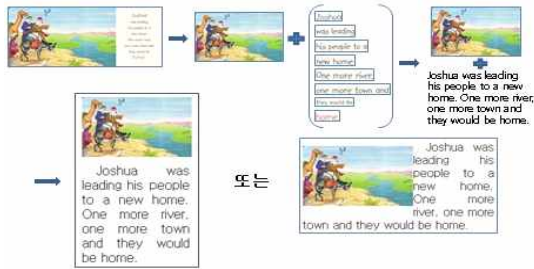 Joshua
was leading
his people to a
new home.
One more river,
one more town and
they would be
home.
Joshua was leading
his people to a new
home. One more river,
one more town and
they would be home.
Joshua was
leading his people
to a new home.
One more river,
one more town
and they would
be home.
또는
Joshua was
leading his
people to a
new home.
One more
river, one more
town and they would be home.